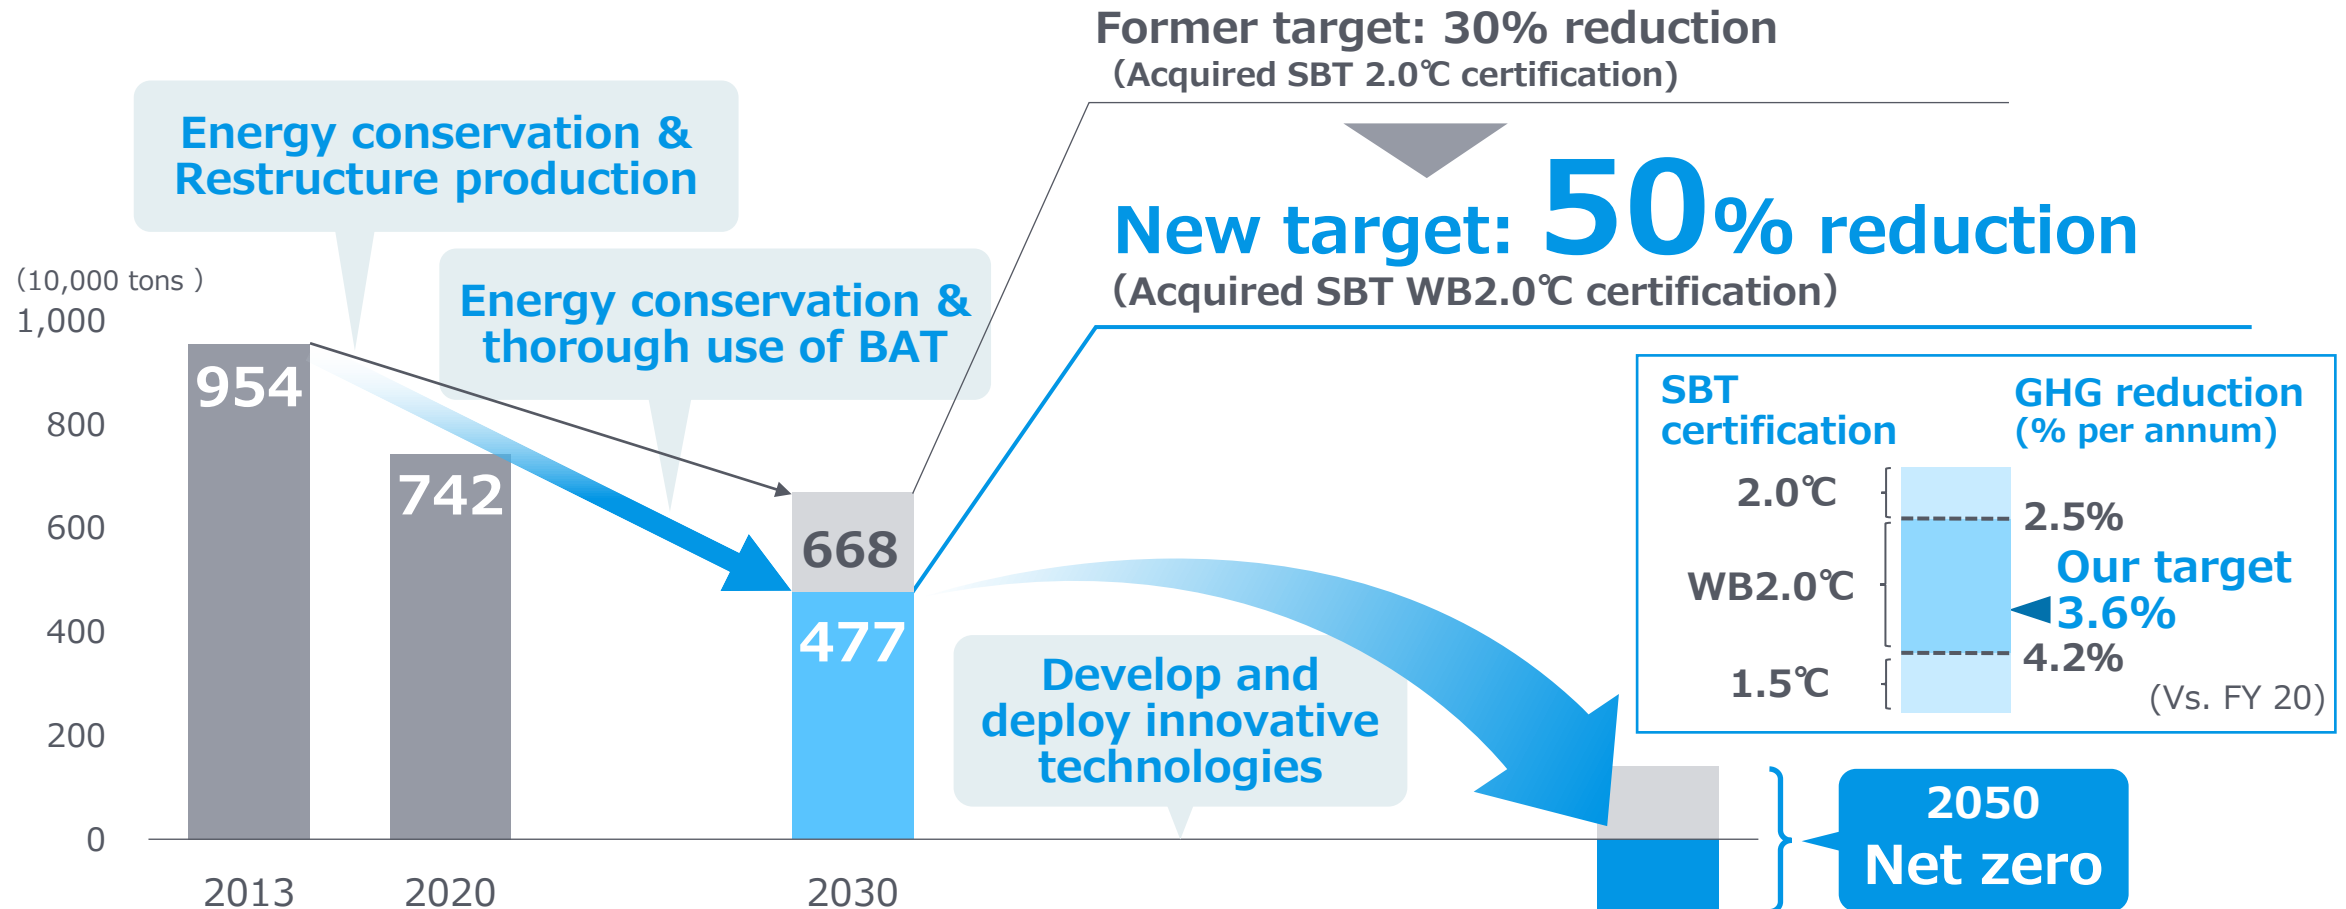 Former target: 30% reduction
(Acquired SBT 2.0℃ certification)
Energy conservation &
Restructure production
New target: 50% reduction
(Acquired SBT WB2.0℃ certification)
Energy conservation &
thorough use of BAT
(10,000 tons )
1,000
800
600
400
200
0
954
742
668
477
SBT
certification
GHG reduction
(% per annum)
2.0℃
2.5%
WB2.0℃
Our target
3.6%
4.2%
1.5℃
(Vs. FY 20)
Develop and
deploy innovative
technologies
2050
Net zero
2013
2020
2030